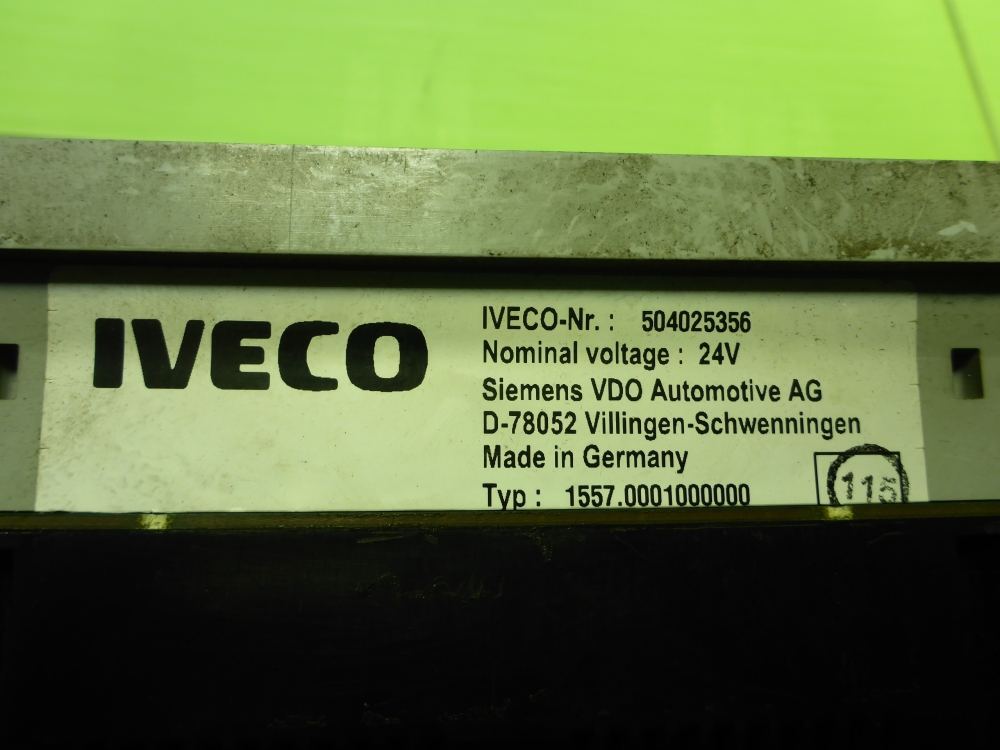 IVECO
IVECO-Nr. : 504025356
Nominal voltage : 24V
Siemens VDO Automotive AG
D-78052 Villingen-Schwenningen
Made in Germany
Typ : 1557.0001000000
115